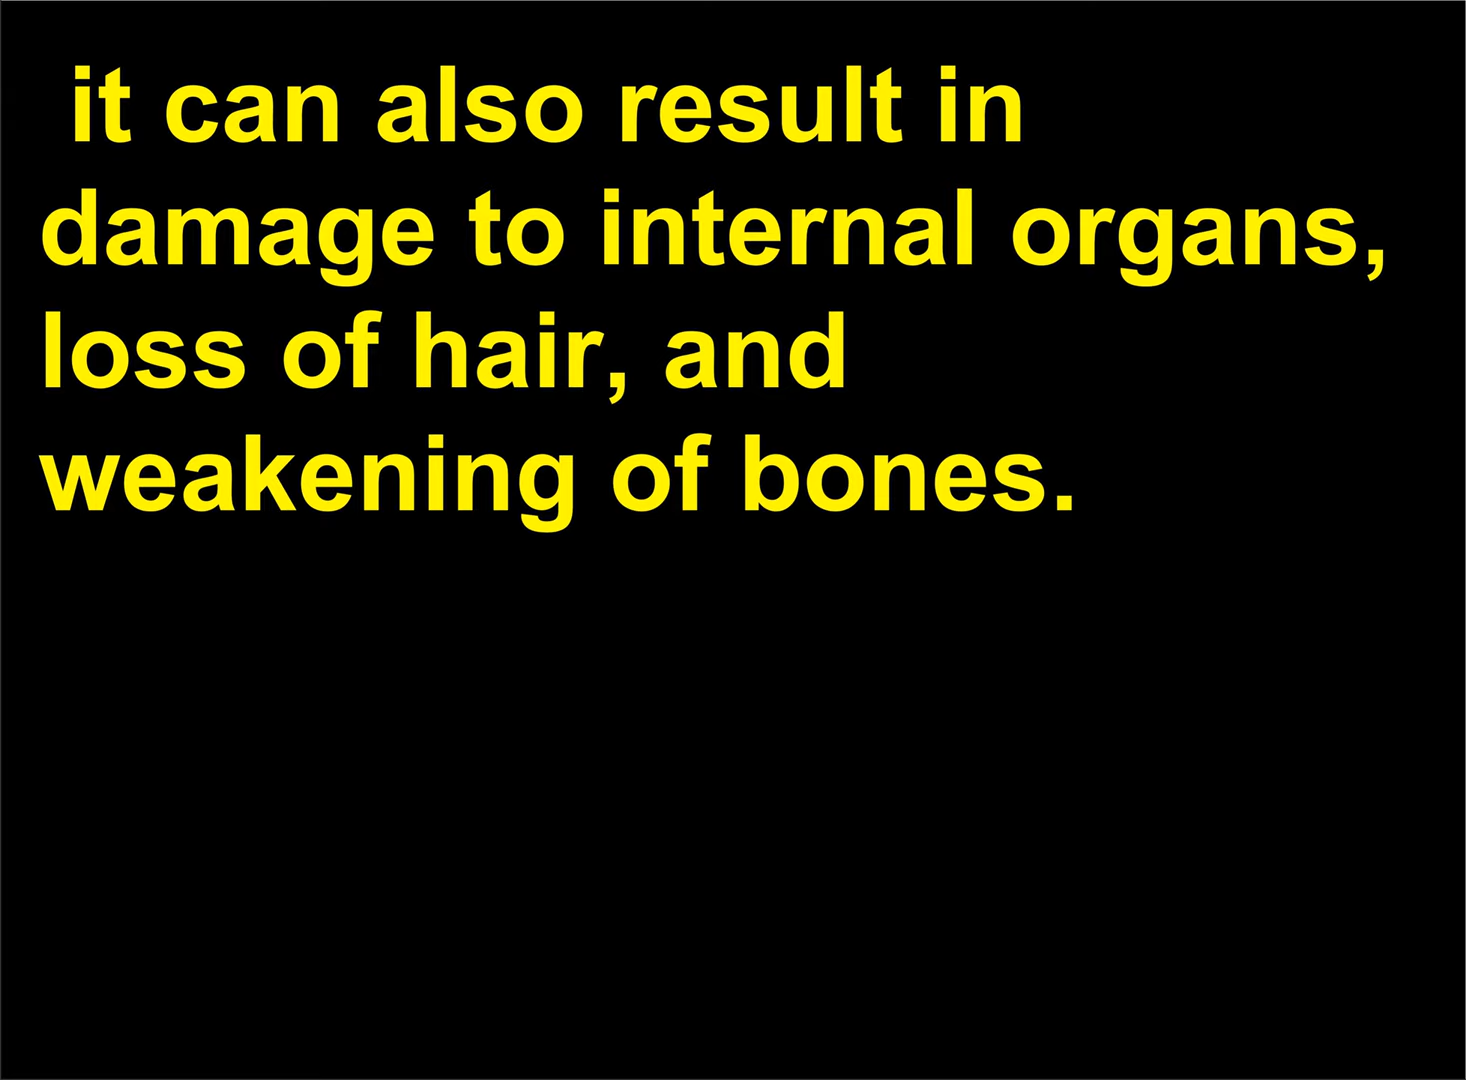 it can also result in
damage to internal organs,
loss of hair, and
weakening of bones.